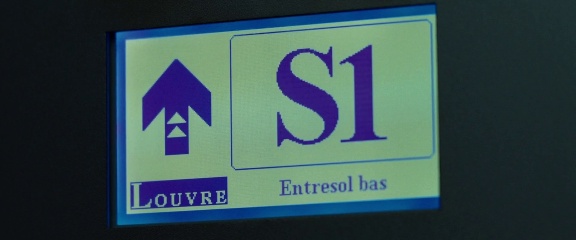 S1
LOUVRE
Entresol bas